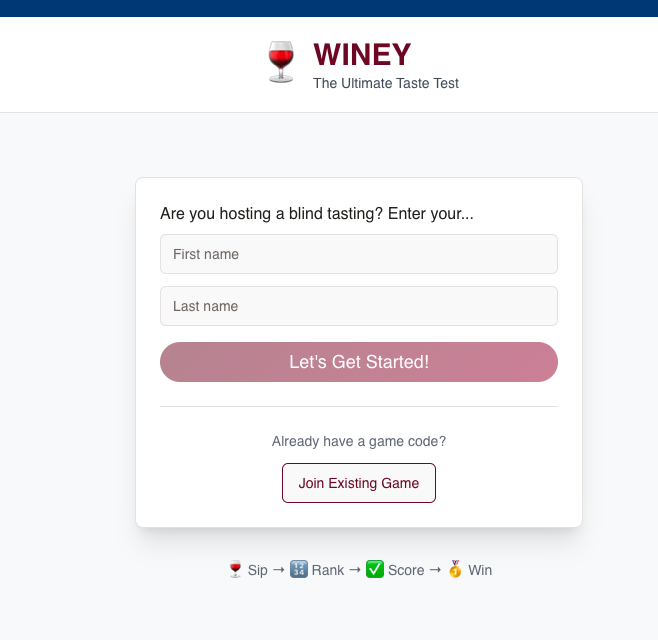 WINEY
The Ultimate Taste Test
Are you hosting a blind tasting? Enter your...
First name
Last name
Let's Get Started!
Already have a game code?
Join Existing Game
🍷 Sip → 🔢 Rank → ✅ Score → 🏅 Win